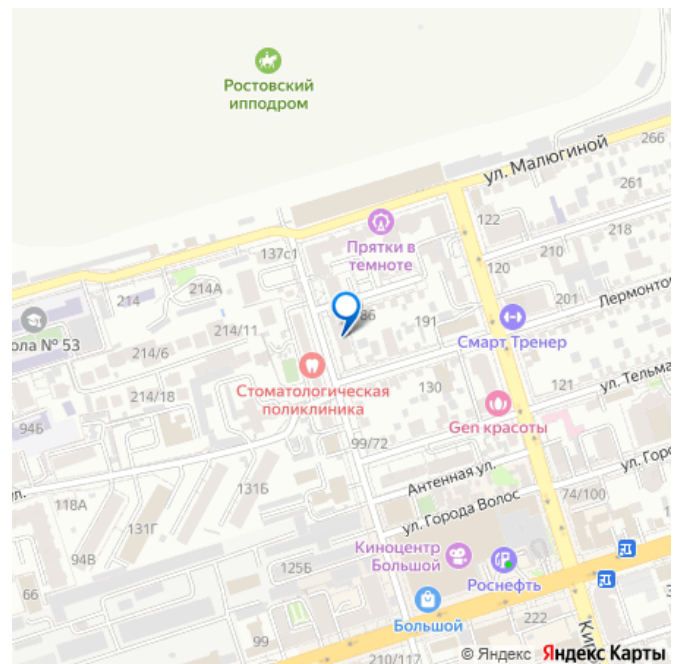 Ростовский
ипподром
266
ул. Малюгиной
261
122
218
Прятки в
темноте
137с1
210
120
214А
214
201
Лермонто
86
191
214/11
Смарт Тренер
ола № 53
214/6
Стоматологическая
поликлиника
130
121
ул. Тельма
214/18
Gen красоты
94Б
99/72
ул. Горо
Антенная ул.
131Б
74/100
118А
ул. Города Волос
131Г
Киноцентр
Большой
94В
125Б
Роснефть
66
Большой
222
99
210/117
Ки
© Яндекс Яндекс Карты